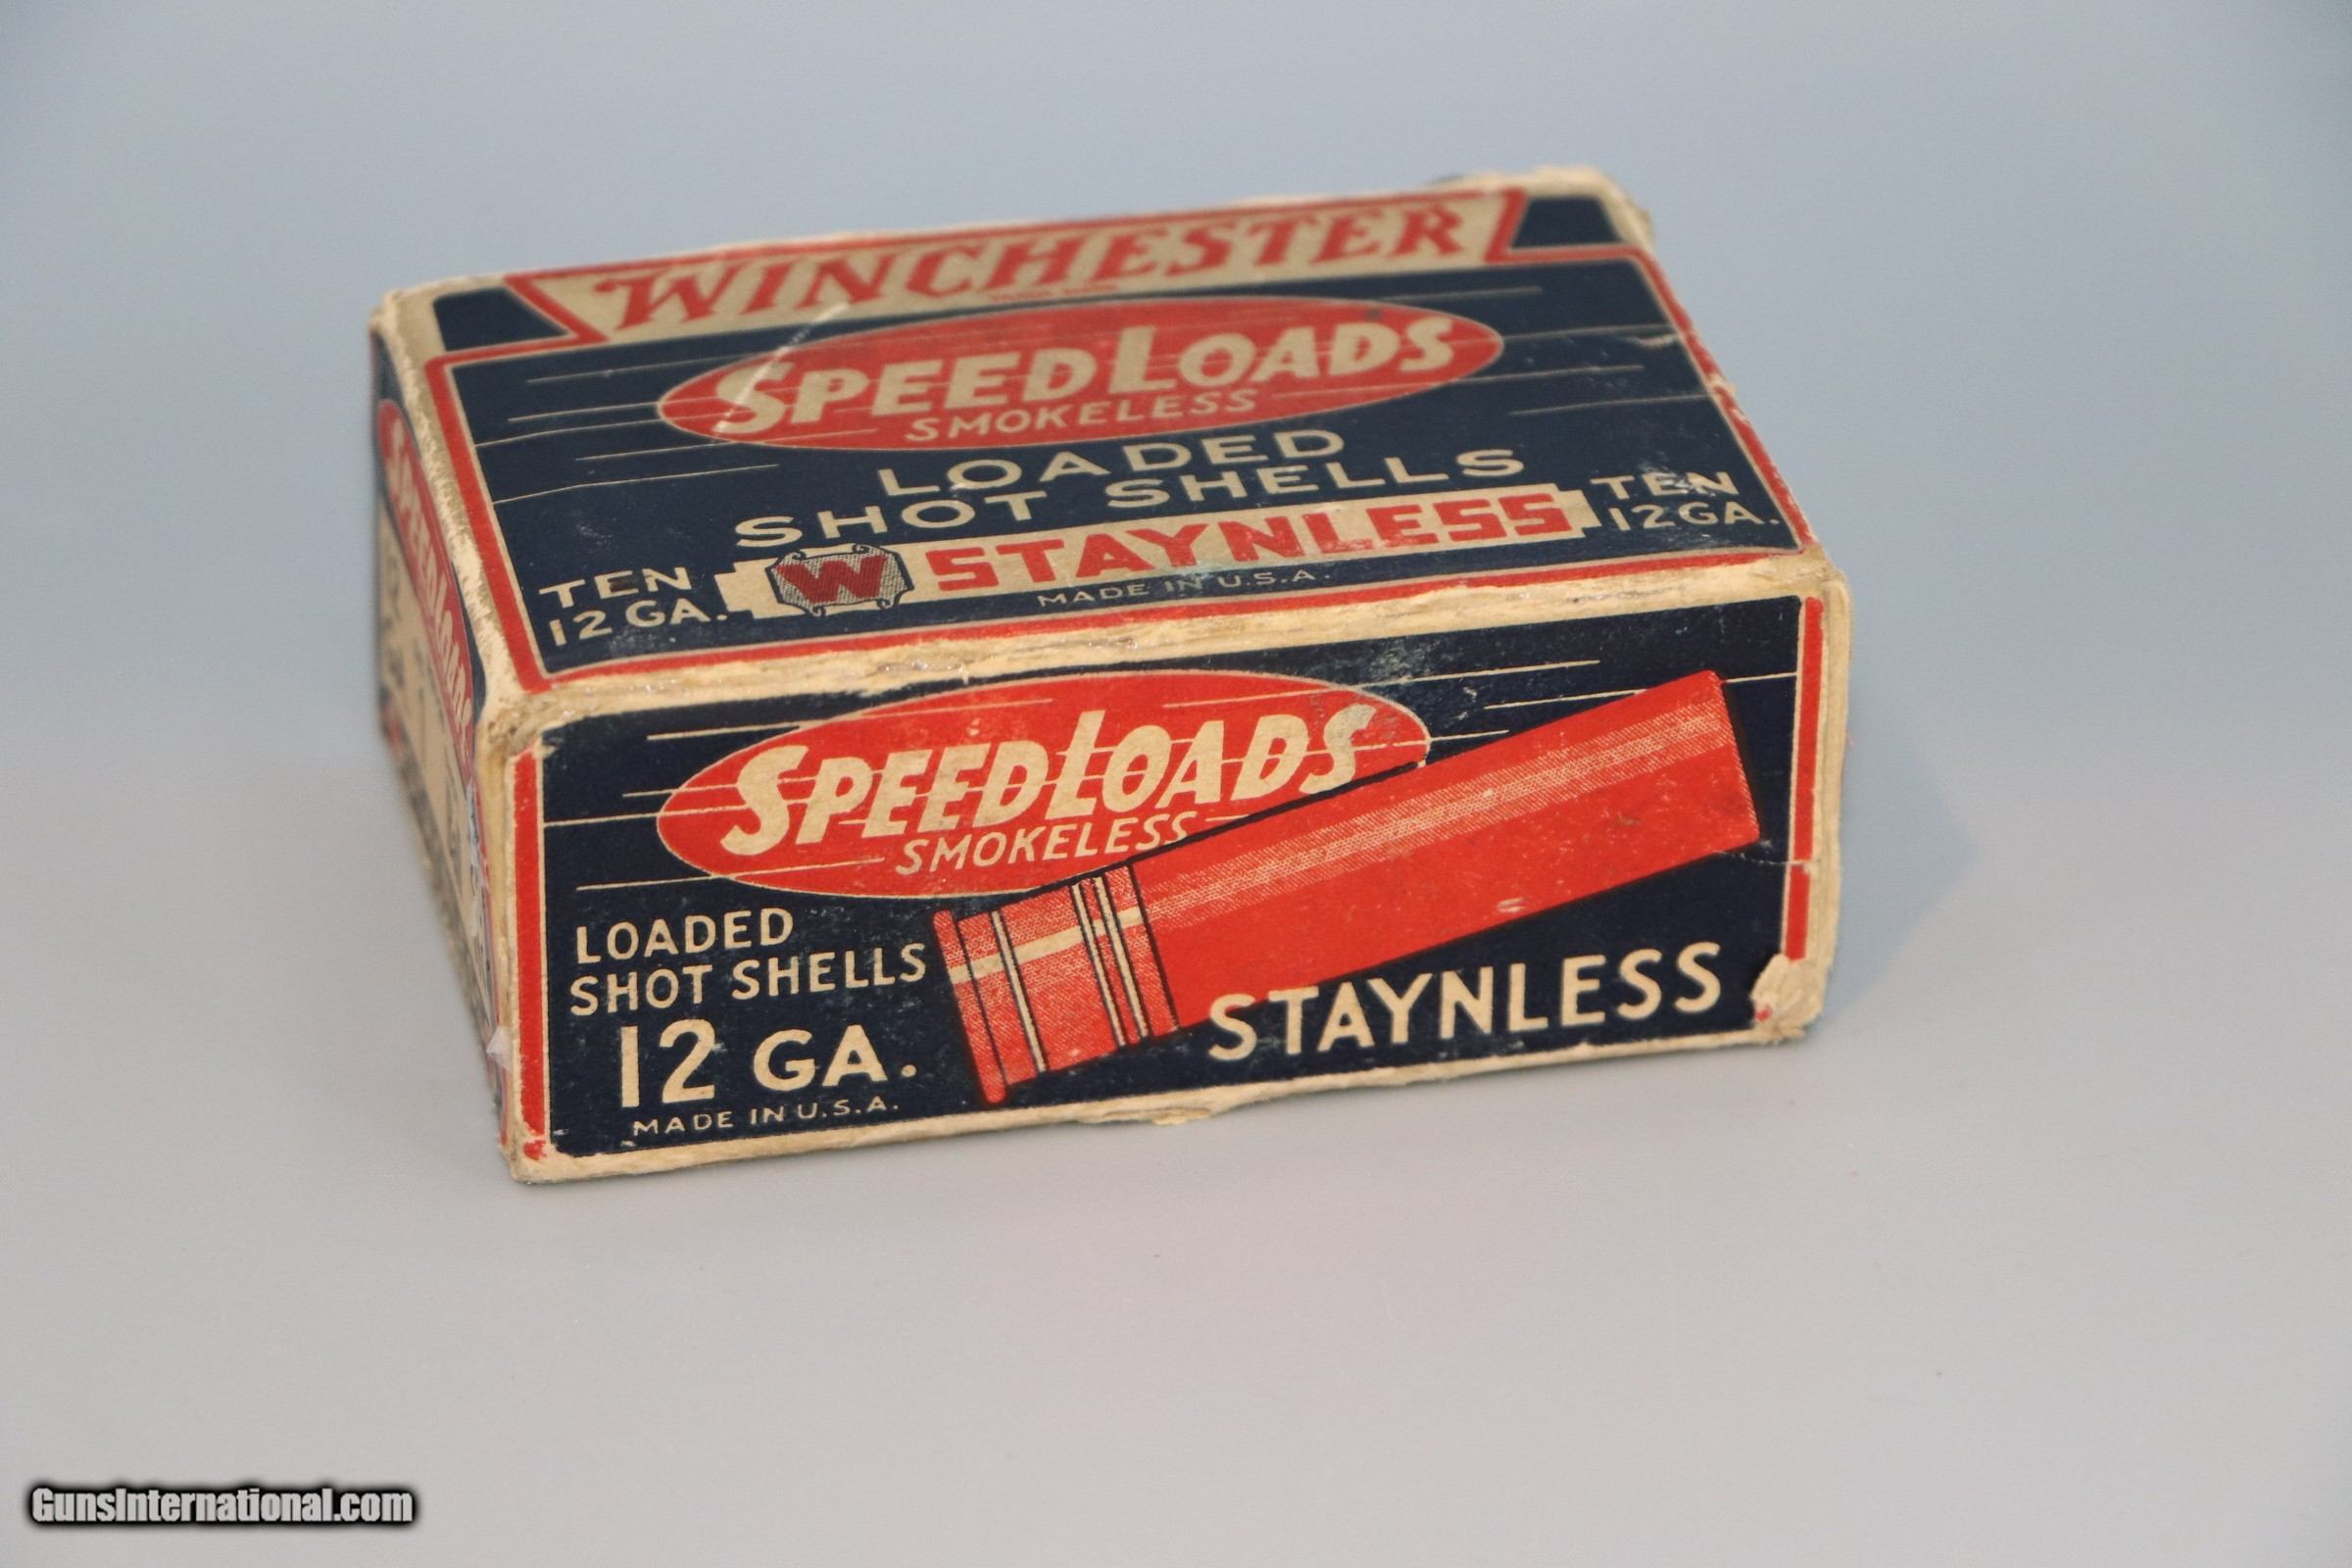 WINCHESTER
SPEEDLOADS
SMOKELESS
LOADED
SHOT SHELLS
TEN
12 GA.
W STAYNLESS
TEN
12 GA.
MADE IN U.S.A.
SPEEDLOADS
SPEEDLOADS
SMOKELESS
LOADED
SHOT SHELLS
12 GA.
MADE IN U.S.A.
STAYNLESS
GunsInternational.com